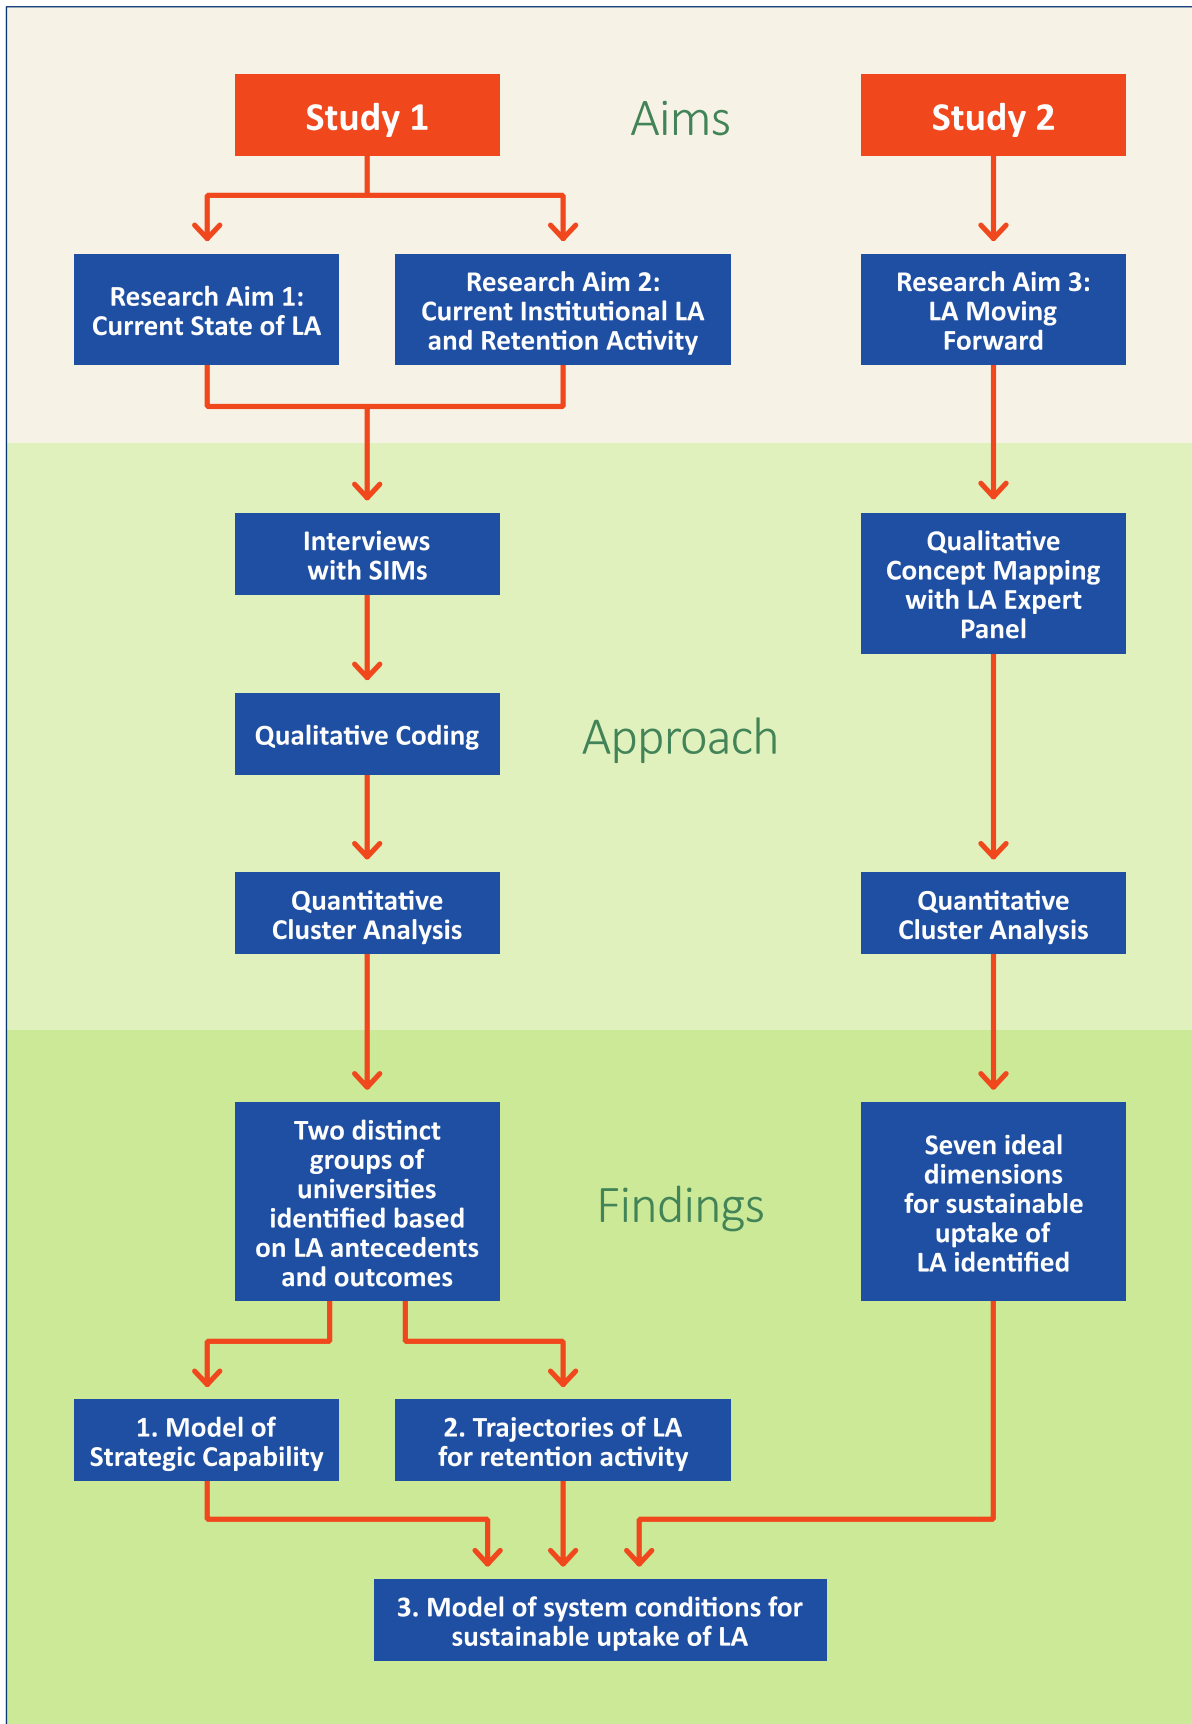 Study 1
Aims
Study 2
Research Aim 1:
Current State of LA
Research Aim 2:
Current Institutional LA
and Retention Activity
Research Aim 3:
LA Moving
Forward
Interviews
with SIMs
Qualitative
Concept Mapping
with LA Expert
Panel
Qualitative Coding
Approach
Quantitative
Cluster Analysis
Quantitative
Cluster Analysis
Two distinct
groups of
universities
identified based
on LA antecedents
and outcomes
Findings
Seven ideal
dimensions
for sustainable
uptake of
LA identified
1. Model of
Strategic Capability
2. Trajectories of LA
for retention activity
3. Model of system conditions for
sustainable uptake of LA